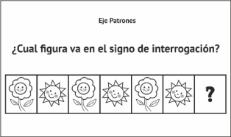 Eje Patrones
¿Cual figura va en el signo de interrogación?
?